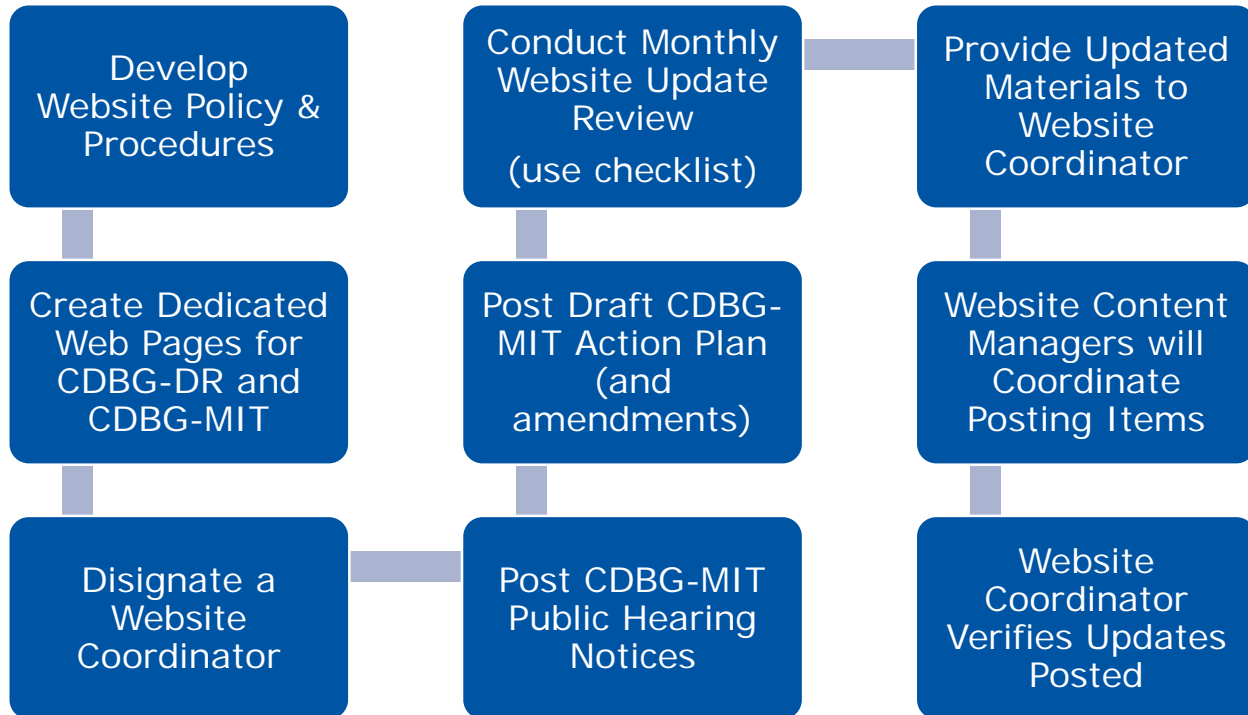 Develop
Website Policy &
Procedures
Create Dedicated
Web Pages for
CDBG-DR and
CDBG-MIT
Disignate a
Website
Coordinator
Post CDBG-MIT
Public Hearing
Notices
Post Draft CDBG-
MIT Action Plan
(and
amendments)
Conduct Monthly
Website Update
Review
(use checklist)
Provide Updated
Materials to
Website
Coordinator
Website Content
Managers will
Coordinate
Posting Items
Website
Coordinator
Verifies Updates
Posted